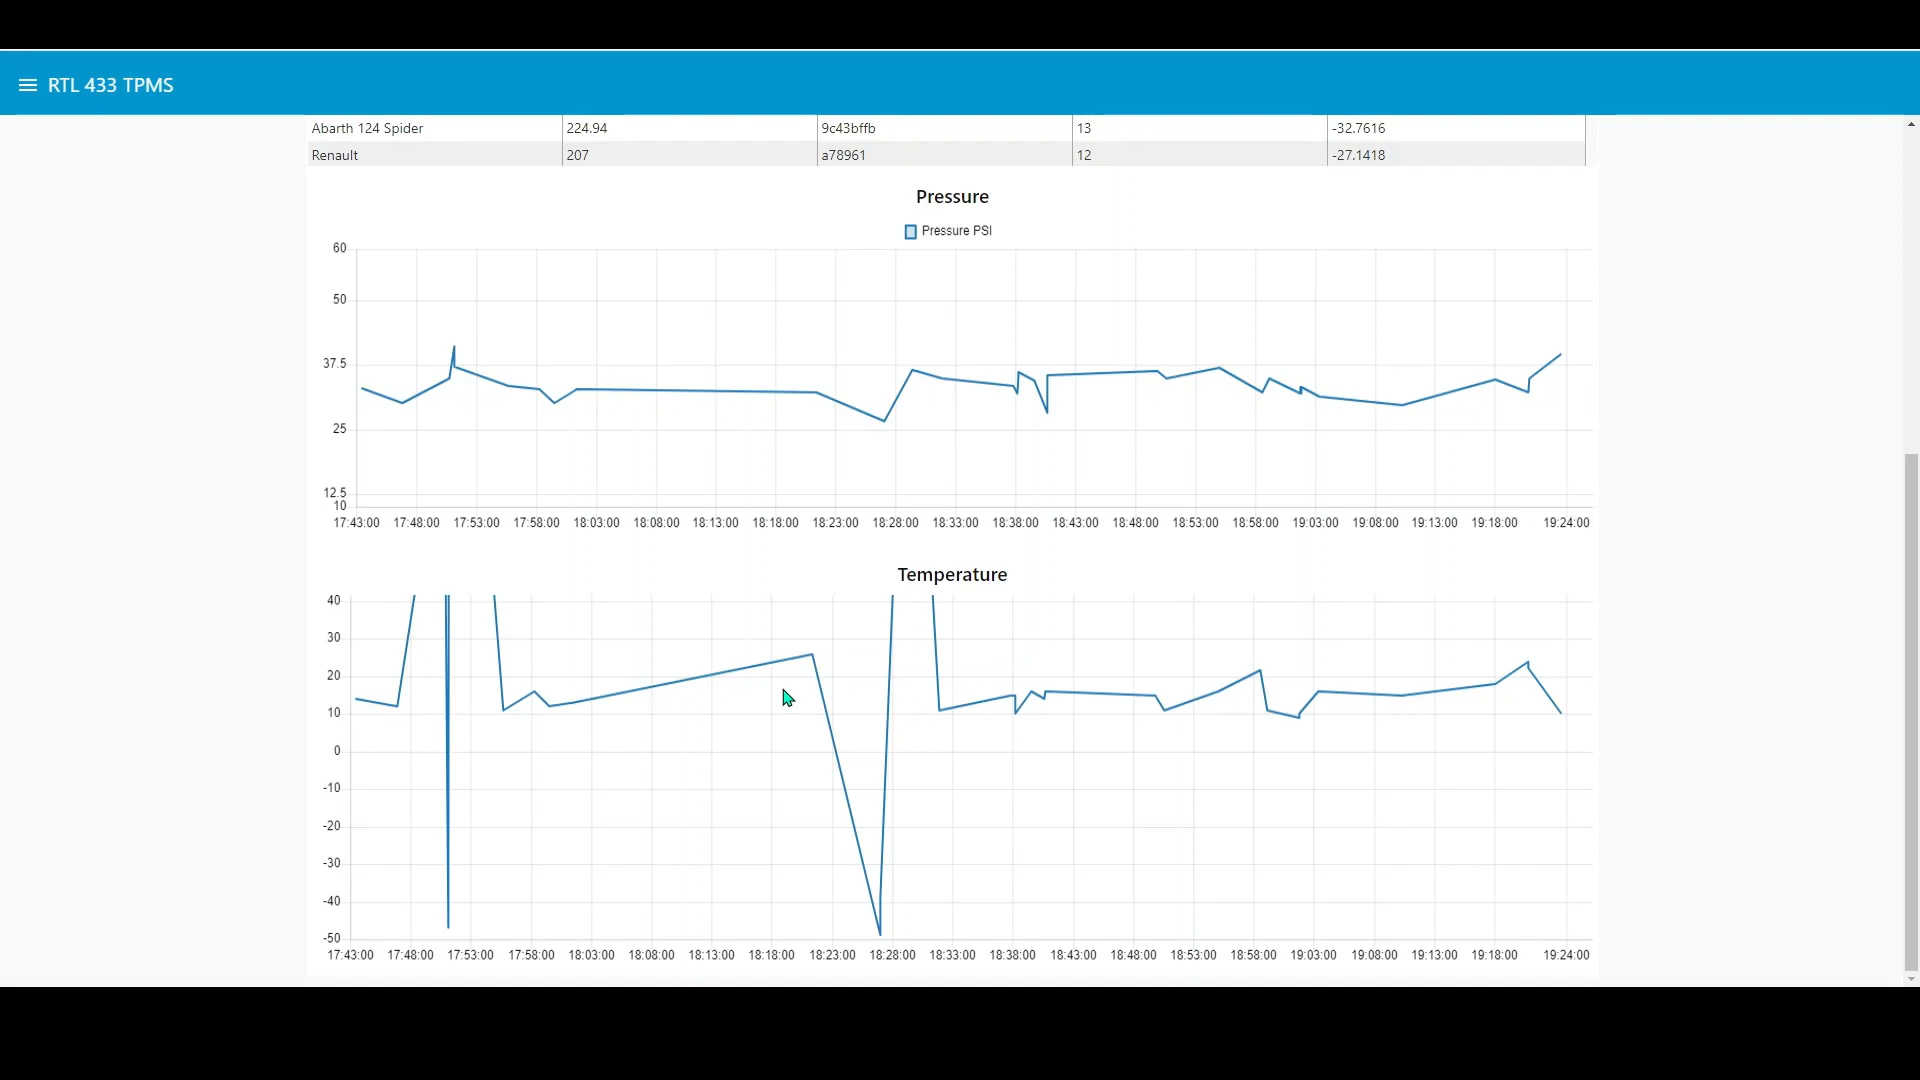 RTL 433 TPMS
Abarth 124 Spider 224.94 9c43bffb 13 -32.7616
Renault 207 a78961 12 -27.1418
Pressure
Pressure PSI
60
50
37.5
25
12.5
10
17:43:00 17:48:00 17:53:00 17:58:00 18:03:00 18:08:00 18:13:00 18:18:00 18:23:00 18:28:00 18:33:00 18:38:00 18:43:00 18:48:00 18:53:00 18:58:00 19:03:00 19:08:00 19:13:00 19:18:00 19:24:00
Temperature
40
30
20
10
0
-10
-20
-30
-40
-50
17:43:00 17:48:00 17:53:00 17:58:00 18:03:00 18:08:00 18:13:00 18:18:00 18:23:00 18:28:00 18:33:00 18:38:00 18:43:00 18:48:00 18:53:00 18:58:00 19:03:00 19:08:00 19:13:00 19:18:00 19:24:00